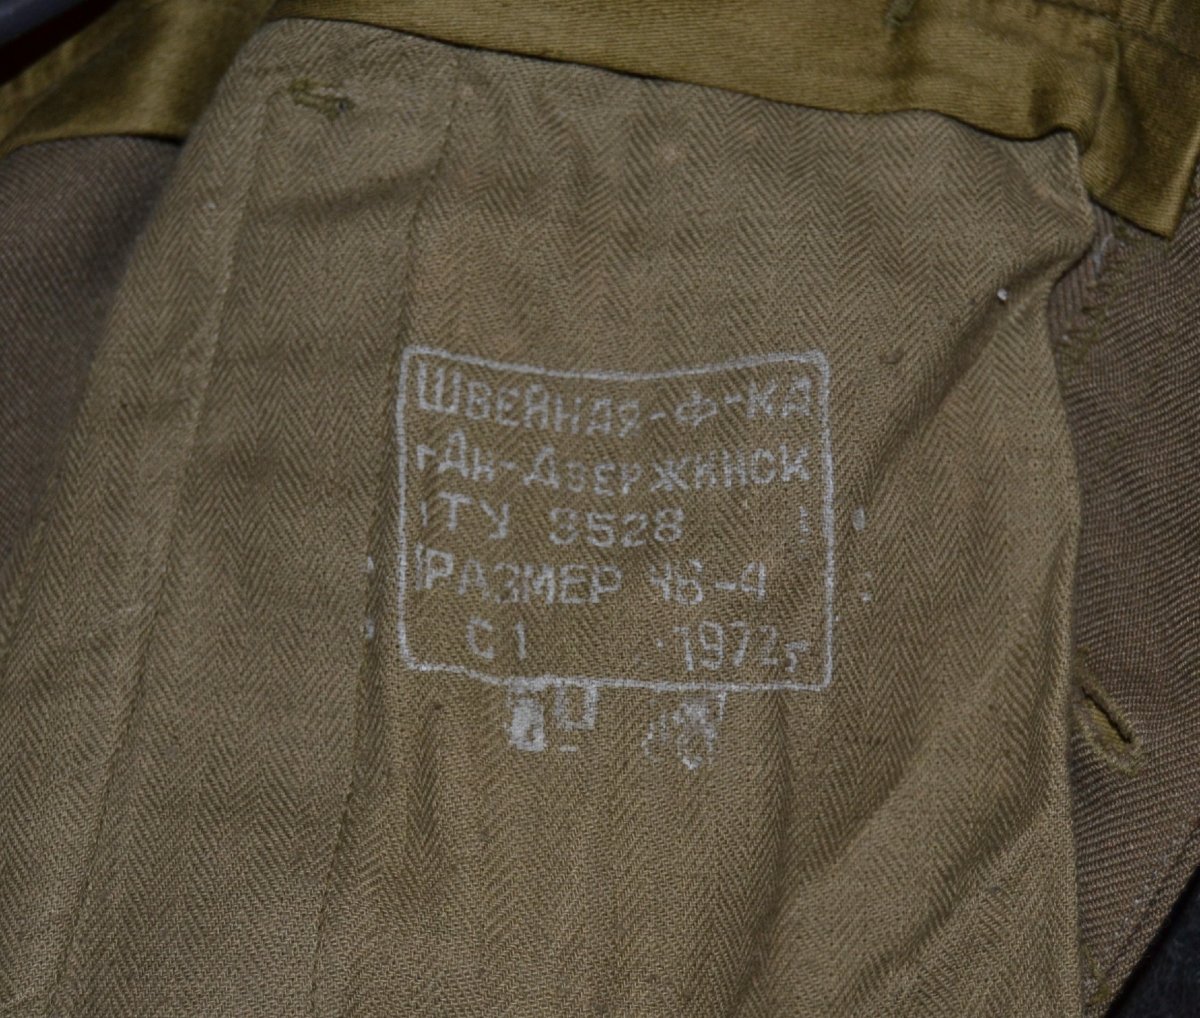 ШВЕЙНАЯ-Ф-КА
г Дн-ДЗЕРЖИНСК
ТУ 3528
РАЗМЕР 46-4
С1 1972г